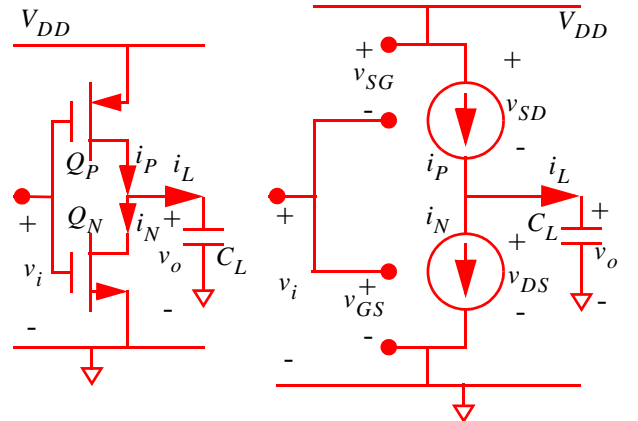 V_DD
Q_P
i_P
i_L
+
Q_N
i_N
+
v_i
v_o
C_L
-
-
V_DD
+
v_SG
-
+
v_SD
-
i_P
i_L
+
i_N
C_L
+
v_o
-
v_i
+
v_GS
-
+
v_DS
-
-